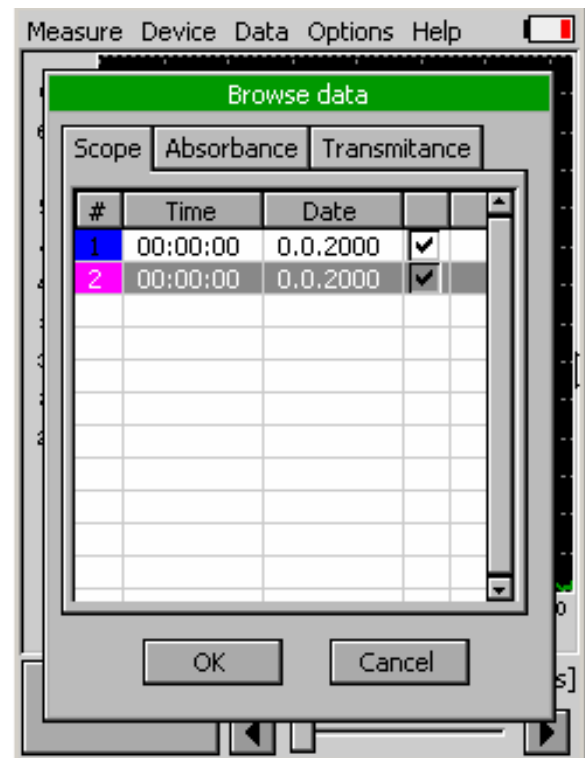 Measure Device Data Options Help
Browse data
Scope Absorbance Transmitance
# Time Date
1 00:00:00 0.0.2000
2 00:00:00 0.0.2000
OK Cancel
s]